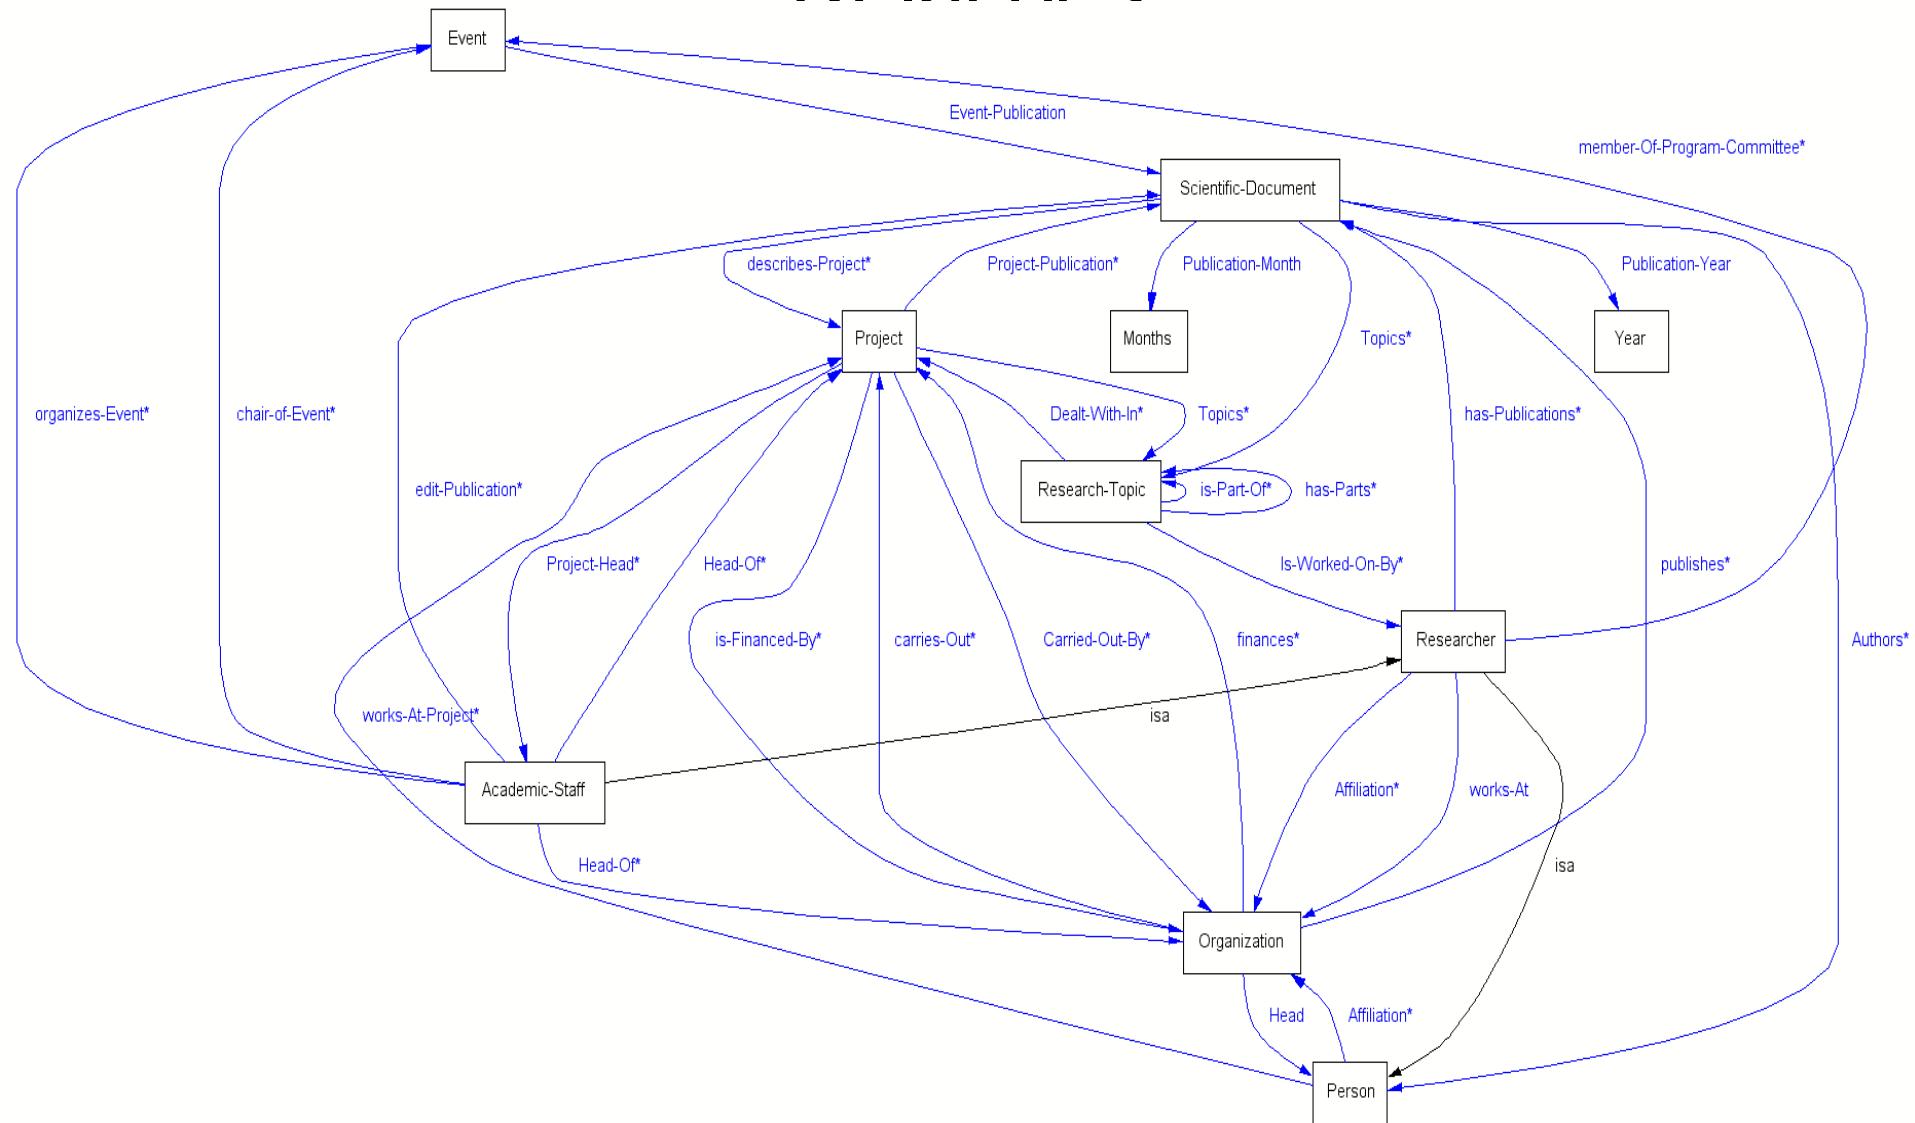 Event
Event-Publication
member-Of-Program-Committee*
Scientific-Document
describes-Project*
Project-Publication*
Publication-Month
Publication-Year
Project
Months
Topics*
Year
organizes-Event*
chair-of-Event*
Dealt-With-In*
Topics*
has-Publications*
edit-Publication*
Research-Topic
is-Part-Of*
has-Parts*
Project-Head*
Head-Of*
Is-Worked-On-By*
publishes*
is-Financed-By*
carries-Out*
Carried-Out-By*
finances*
Researcher
Authors*
works-At-Project*
isa
Academic-Staff
Affiliation*
works-At
Head-Of*
isa
Organization
Head
Affiliation*
Person